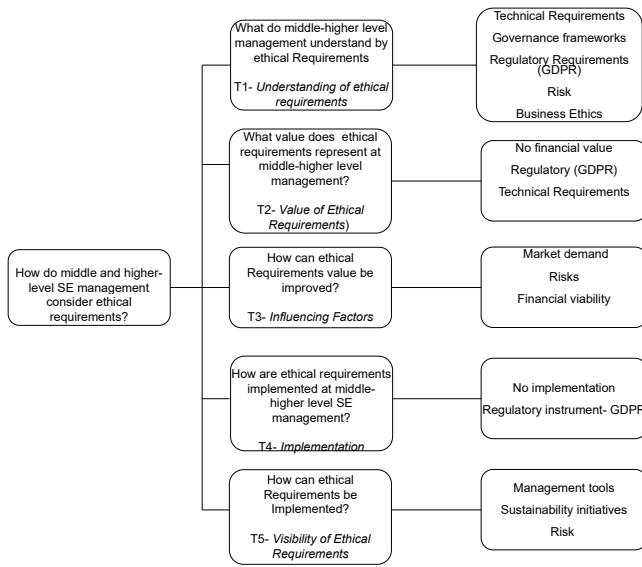 What do middle-higher level
management understand by
ethical Requirements
T1- Understanding of ethical
requirements
Technical Requirements
Governance frameworks
Regulatory Requirements
(GDPR)
Risk
Business Ethics
What value does ethical
requirements represent at
middle-higher level
management?
T2- Value of Ethical
Requirements)
No financial value
Regulatory (GDPR)
Technical Requirements
How do middle and higher-
level SE management
consider ethical
requirements?
How can ethical
Requirements value be
improved?
T3- Influencing Factors
Market demand
Risks
Financial viability
How are ethical requirements
implemented at middle-
higher level SE
management?
T4- Implementation
No implementation
Regulatory instrument- GDPR
How can ethical
Requirements be
Implemented?
T5- Visibility of Ethical
Requirements
Management tools
Sustainability initiatives
Risk